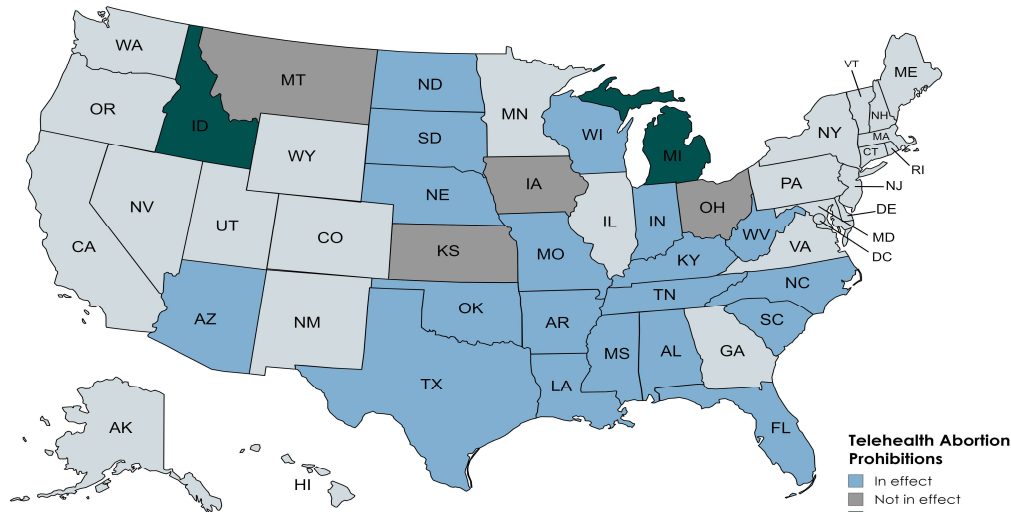 WA
MT
ND
MN
VT
ME
OR
ID
SD
WI
MI
NY
NH
MA
CT
RI
WY
NE
IA
PA
NJ
NV
UT
CO
IL
IN
OH
DE
CA
KS
MO
WV
VA
MD
KY
DC
AZ
NM
OK
AR
TN
NC
SC
TX
LA
MS
AL
GA
FL
AK
HI
Telehealth Abortion
Prohibitions
In effect
Not in effect